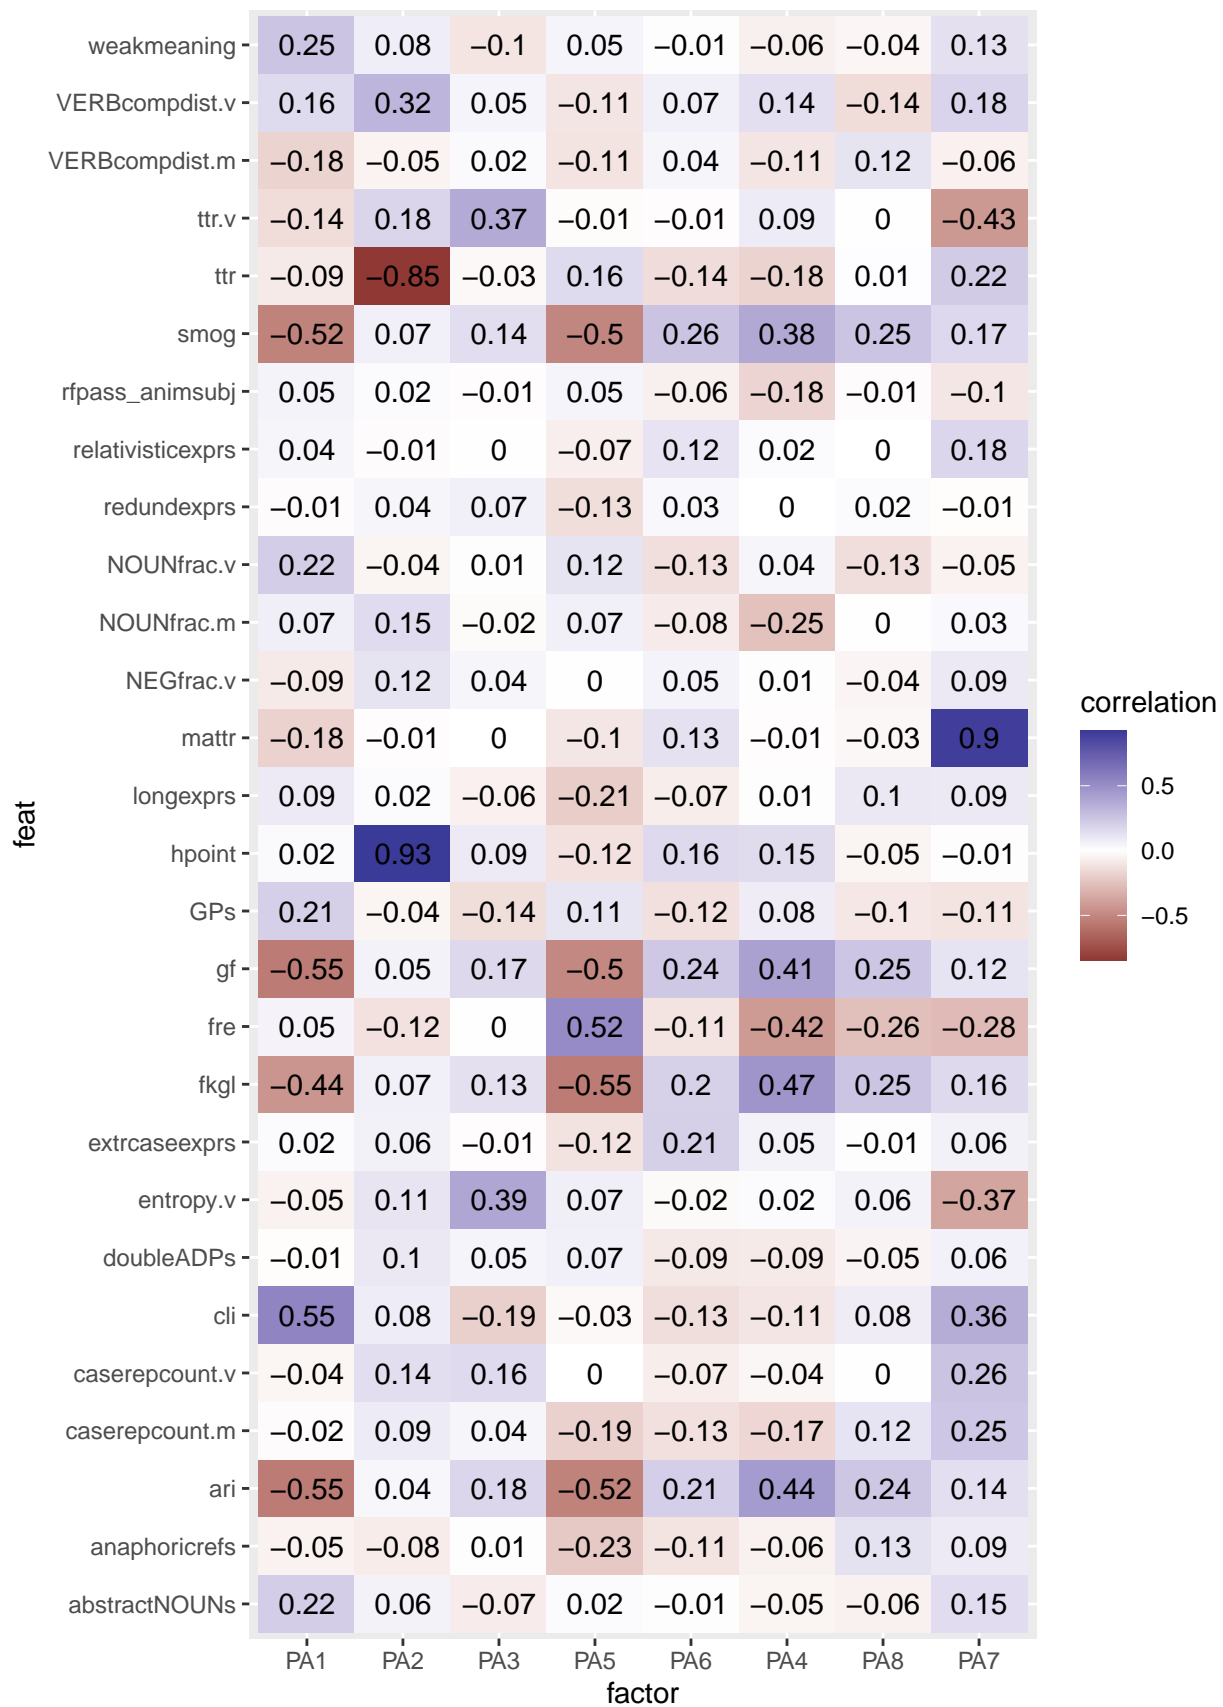 weakmeaning 0.25 0.08 −0.1 0.05 −0.01 −0.06 −0.04 0.13
VERBcompdist.v 0.16 0.32 0.05 −0.11 0.07 0.14 −0.14 0.18
VERBcompdist.m −0.18 −0.05 0.02 −0.11 0.04 −0.11 0.12 −0.06
ttr.v −0.14 0.18 0.37 −0.01 −0.01 0.09 0 −0.43
ttr −0.09 −0.85 −0.03 0.16 −0.14 −0.18 0.01 0.22
smog −0.52 0.07 0.14 −0.5 0.26 0.38 0.25 0.17
rfpass_animsubj 0.05 0.02 −0.01 0.05 −0.06 −0.18 −0.01 −0.1
relativisticexprs 0.04 −0.01 0 −0.07 0.12 0.02 0 0.18
redundexprs −0.01 0.04 0.07 −0.13 0.03 0 0.02 −0.01
NOUNfrac.v 0.22 −0.04 0.01 0.12 −0.13 0.04 −0.13 −0.05
NOUNfrac.m 0.07 0.15 −0.02 0.07 −0.08 −0.25 0 0.03
NEGfrac.v −0.09 0.12 0.04 0 0.05 0.01 −0.04 0.09
mattr −0.18 −0.01 0 −0.1 0.13 −0.01 −0.03 0.9
longexprs 0.09 0.02 −0.06 −0.21 −0.07 0.01 0.1 0.09
hpoint 0.02 0.93 0.09 −0.12 0.16 0.15 −0.05 −0.01
GPs 0.21 −0.04 −0.14 0.11 −0.12 0.08 −0.1 −0.11
gf −0.55 0.05 0.17 −0.5 0.24 0.41 0.25 0.12
fre 0.05 −0.12 0 0.52 −0.11 −0.42 −0.26 −0.28
fkgl −0.44 0.07 0.13 −0.55 0.2 0.47 0.25 0.16
extrcaseexprs 0.02 0.06 −0.01 −0.12 0.21 0.05 −0.01 0.06
entropy.v −0.05 0.11 0.39 0.07 −0.02 0.02 0.06 −0.37
doubleADPs −0.01 0.1 0.05 0.07 −0.09 −0.09 −0.05 0.06
cli 0.55 0.08 −0.19 −0.03 −0.13 −0.11 0.08 0.36
caserepcount.v −0.04 0.14 0.16 0 −0.07 −0.04 0 0.26
caserepcount.m −0.02 0.09 0.04 −0.19 −0.13 −0.17 0.12 0.25
ari −0.55 0.04 0.18 −0.52 0.21 0.44 0.24 0.14
anaphoricrefs −0.05 −0.08 0.01 −0.23 −0.11 −0.06 0.13 0.09
abstractNOUNs 0.22 0.06 −0.07 0.02 −0.01 −0.05 −0.06 0.15
PA1 PA2 PA3 PA5 PA6 PA4 PA8 PA7
factor
feat
correlation
0.5
0.0
−0.5